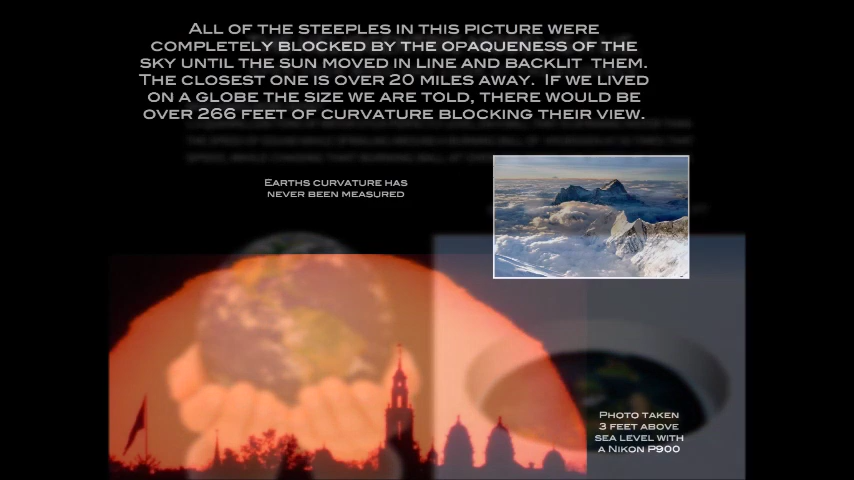 All of the steeples in this picture were
completely blocked by the opaqueness of the
sky until the sun moved in line and backlit them.
The closest one is over 20 miles away. If we lived
on a globe the size we are told, there would be
over 266 feet of curvature blocking their view.
Earths curvature has
never been measured
Photo taken
3 feet above
sea level with
a Nikon P900